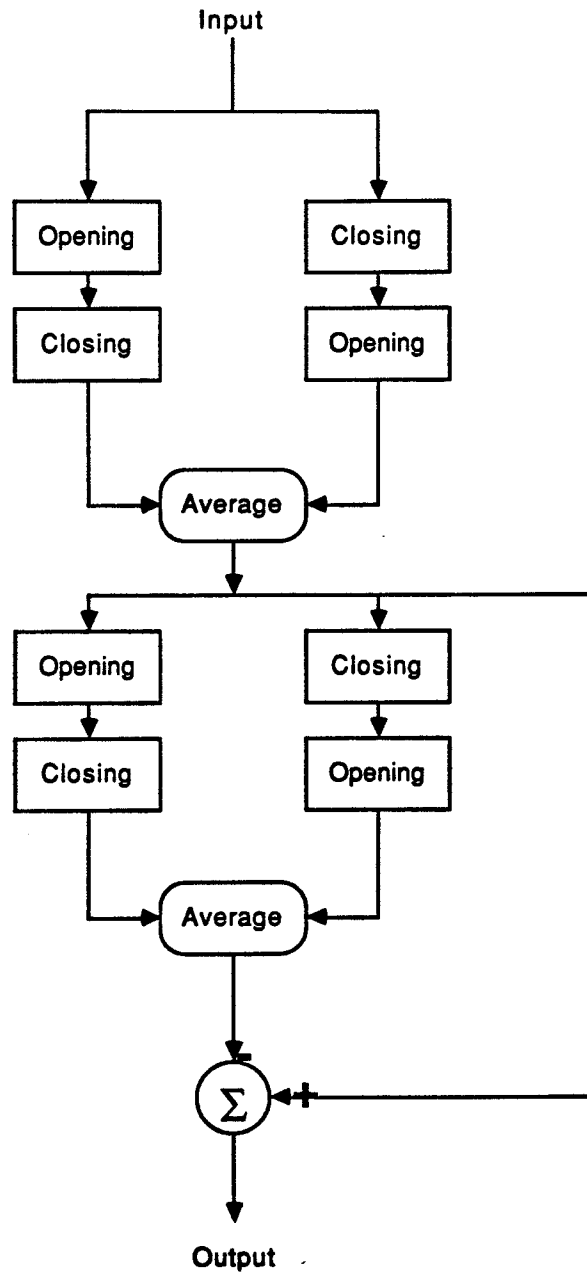 Input
Opening
Closing
Closing
Opening
Average
Opening
Closing
Closing
Opening
Average
-
Σ
+
Output